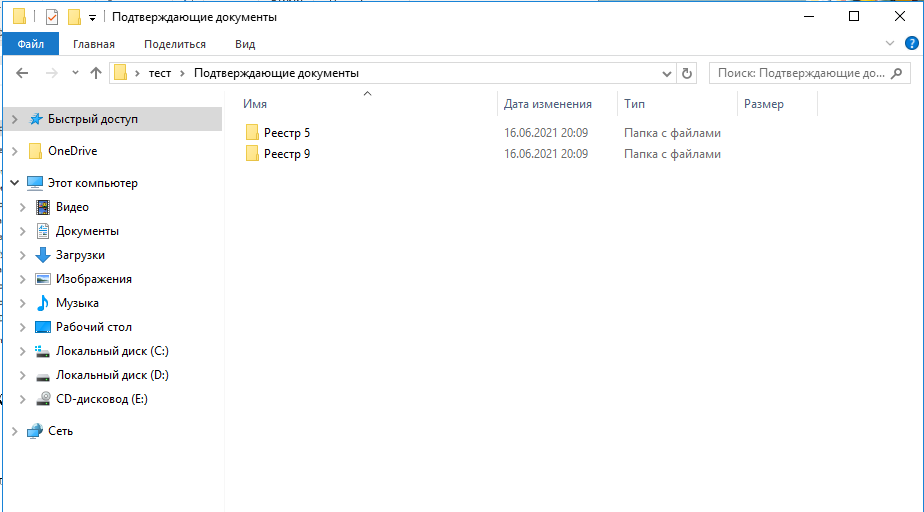 Подтверждающие документы
Файл Главная Поделиться Вид
тест Подтверждающие документы Поиск: Подтверждающие до...
Имя Дата изменения Тип Размер
Быстрый доступ
Реестр 5 16.06.2021 20:09 Папка с файлами
Реестр 9 16.06.2021 20:09 Папка с файлами
OneDrive
Этот компьютер
Видео
Документы
Загрузки
Изображения
Музыка
Рабочий стол
Локальный диск (C:)
Локальный диск (D:)
CD-дисковод (E:)
Сеть